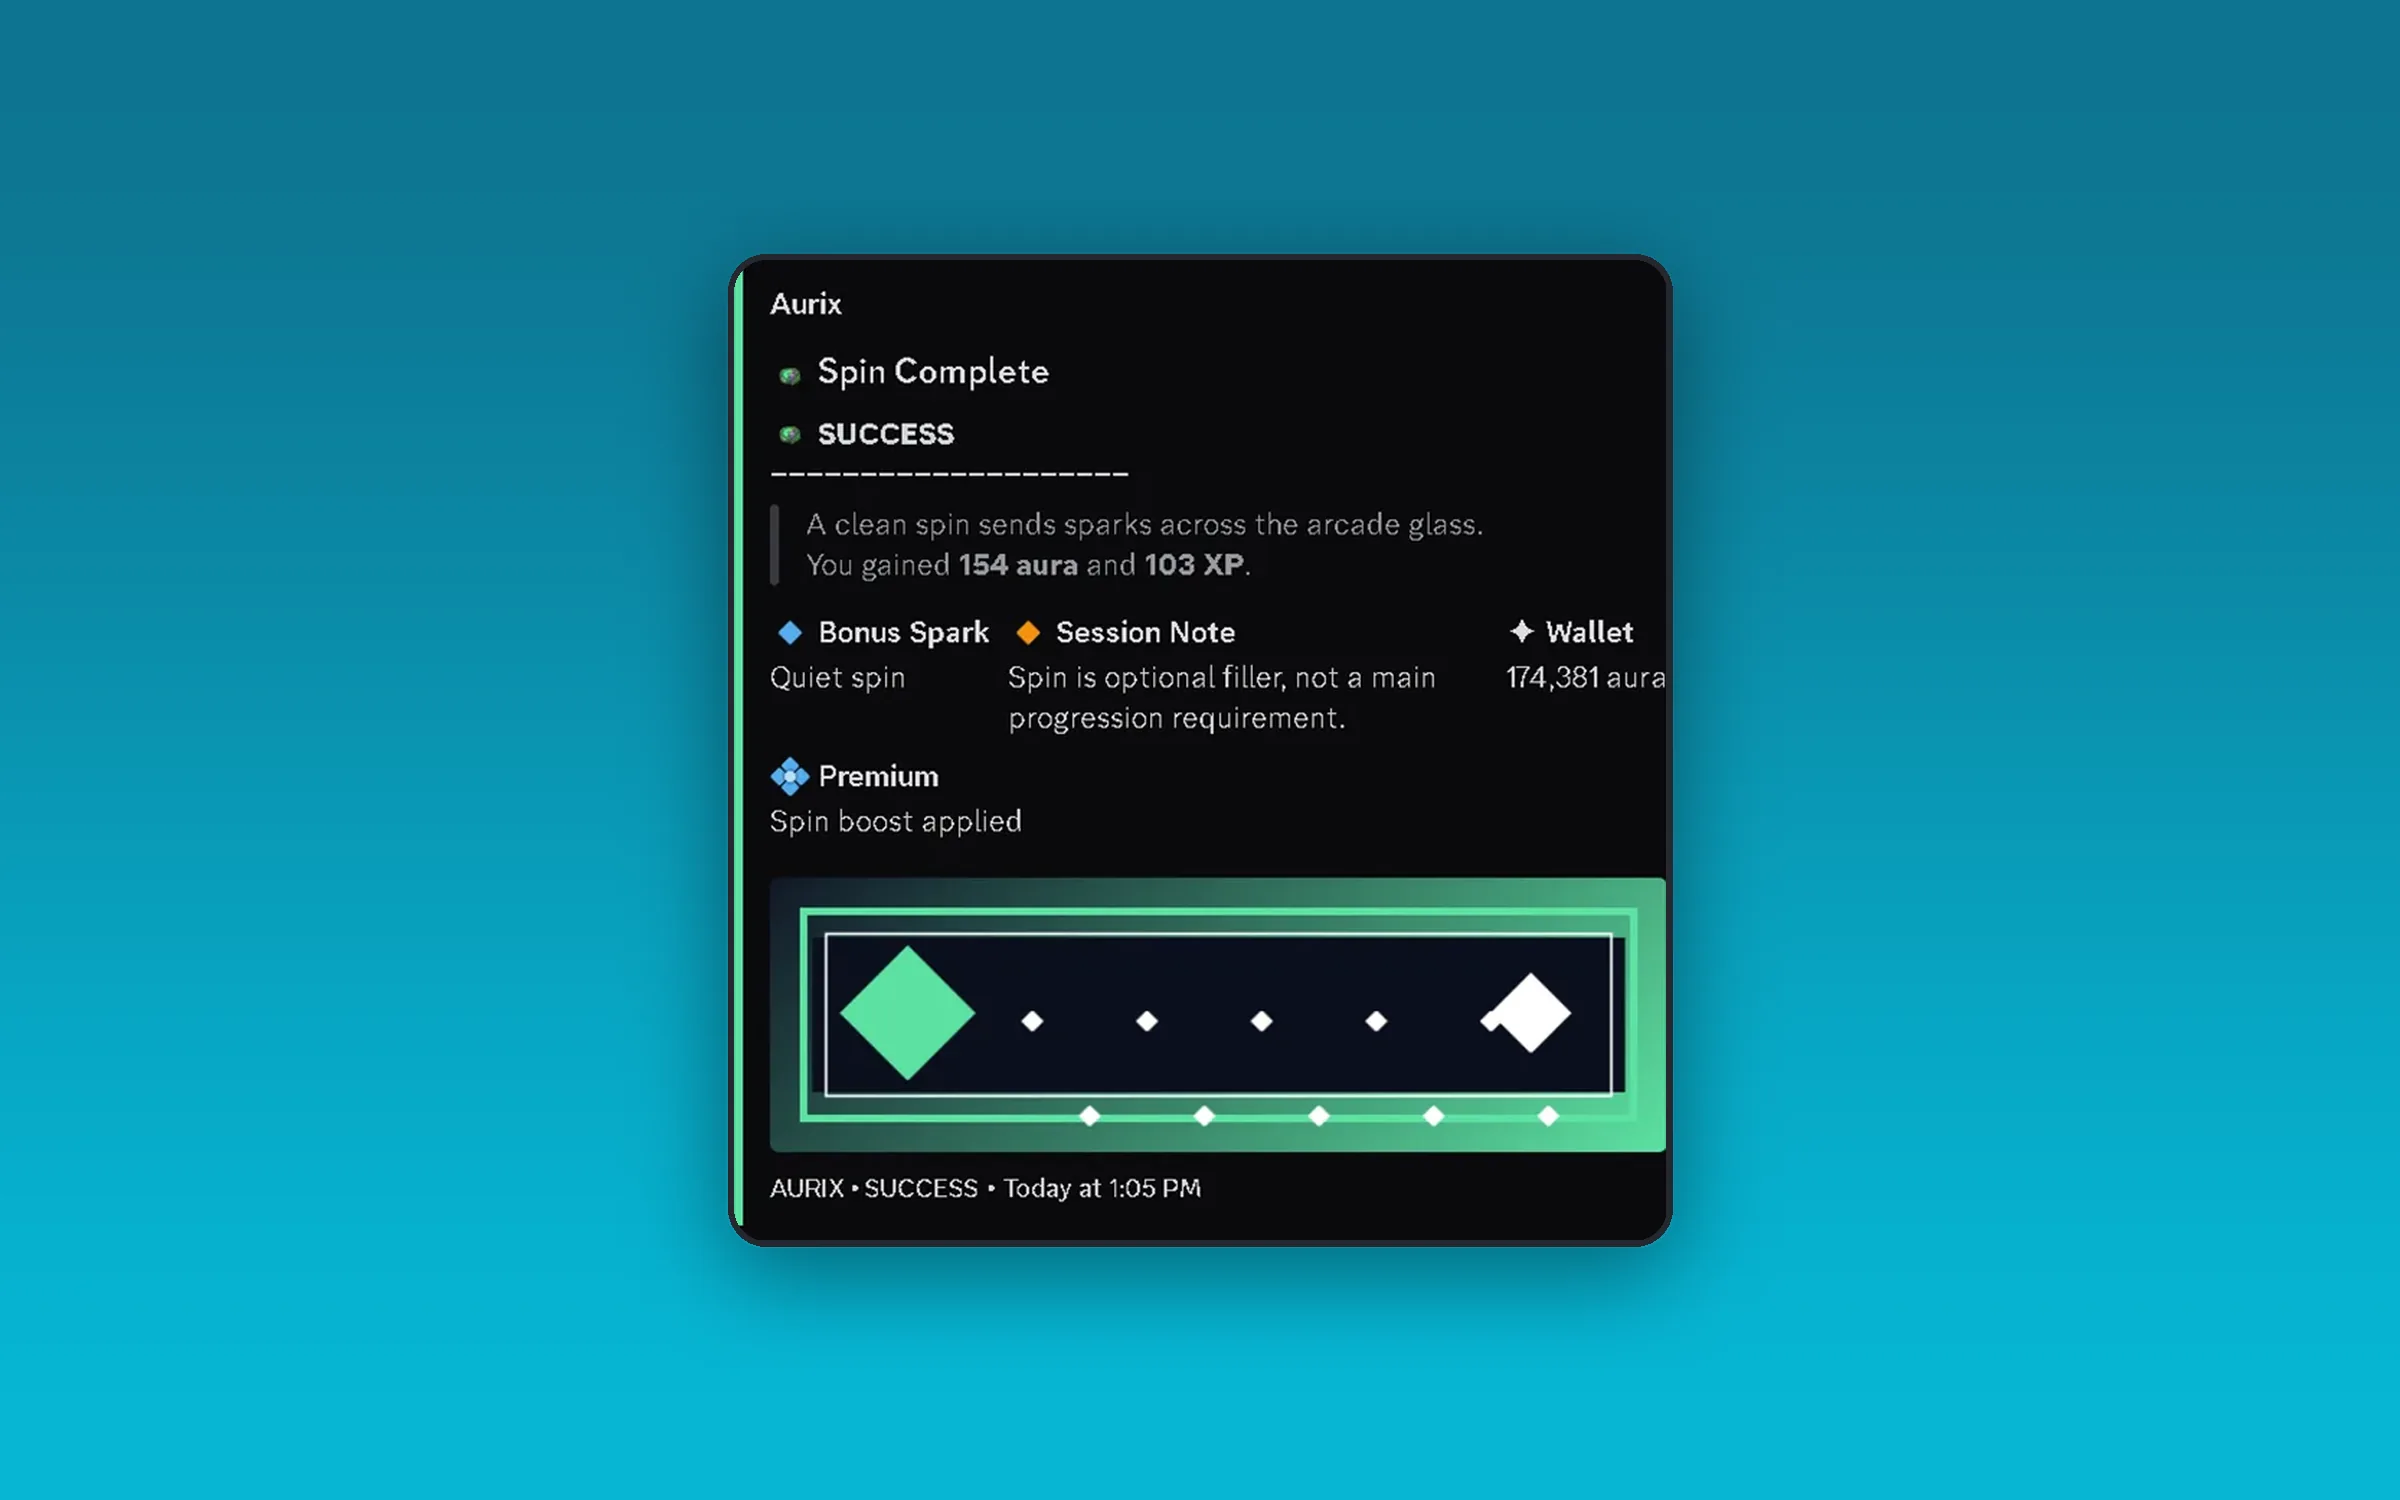 Aurix
Spin Complete
SUCCESS
--------------------
A clean spin sends sparks across the arcade glass.
You gained 154 aura and 103 XP.
Bonus Spark
Quiet spin
Session Note
Spin is optional filler, not a main
progression requirement.
Wallet
174,381 aura
Premium
Spin boost applied
AURIX • SUCCESS • Today at 1:05 PM